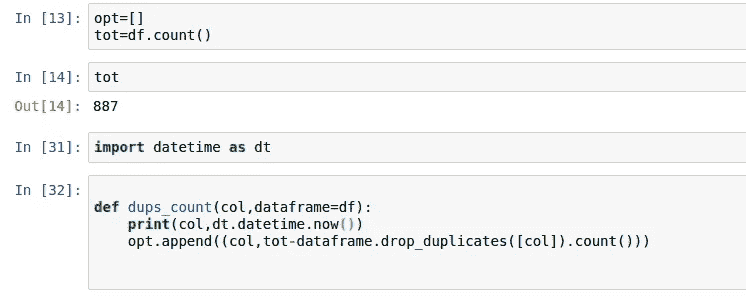 In [13]: opt=[]
tot=df.count()
In [14]: tot
Out[14]: 887
In [31]: import datetime as dt
In [32]:
def dups_count(col,dataframe=df):
    print(col,dt.datetime.now())
    opt.append((col,tot-dataframe.drop_duplicates([col]).count()))